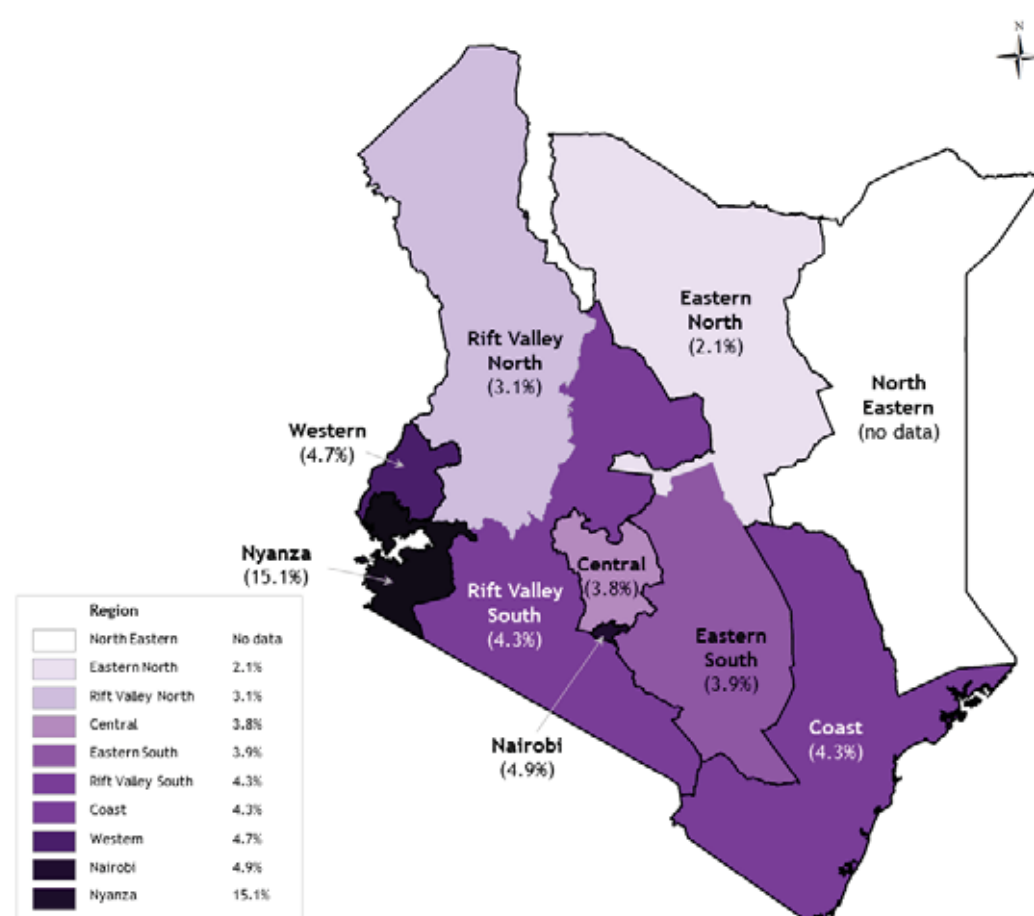 N
Eastern
North
(2.1%)
Rift Valley
North
(3.1%)
North
Eastern
(no data)
Western
(4.7%)
Nyanza
(15.1%)
Central
(3.8%)
Rift Valley
South
(4.3%)
Eastern
South
(3.9%)
Coast
(4.3%)
Nairobi
(4.9%)
Region
North Eastern No data
Eastern North 2.1%
Rift Valley North 3.1%
Central 3.8%
Eastern South 3.9%
Rift Valley South 4.3%
Coast 4.3%
Western 4.7%
Nairobi 4.9%
Nyanza 15.1%